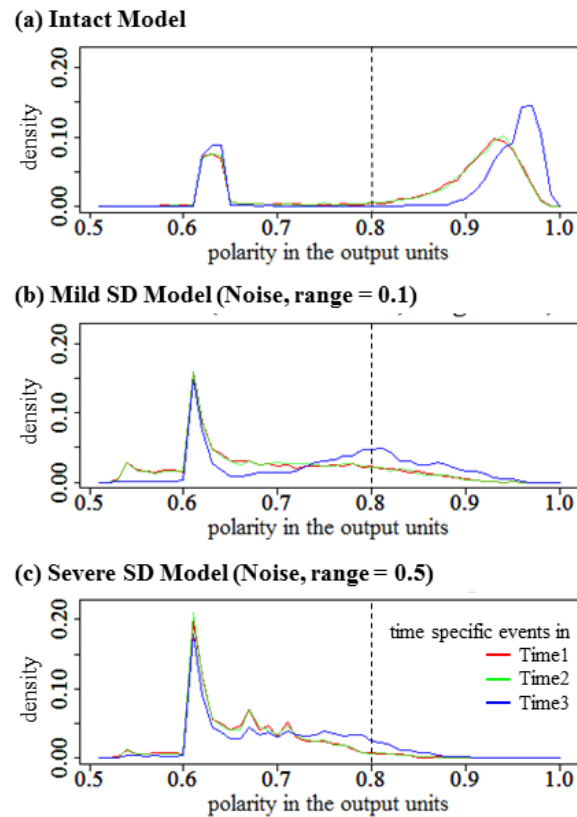 (a) Intact Model
density
0.00 0.10 0.20
0.5 0.6 0.7 0.8 0.9 1.0
polarity in the output units
(b) Mild SD Model (Noise, range = 0.1)
density
0.00 0.10 0.20
0.5 0.6 0.7 0.8 0.9 1.0
polarity in the output units
(c) Severe SD Model (Noise, range = 0.5)
density
0.00 0.10 0.20
time specific events in
Time1
Time2
Time3
0.5 0.6 0.7 0.8 0.9 1.0
polarity in the output units